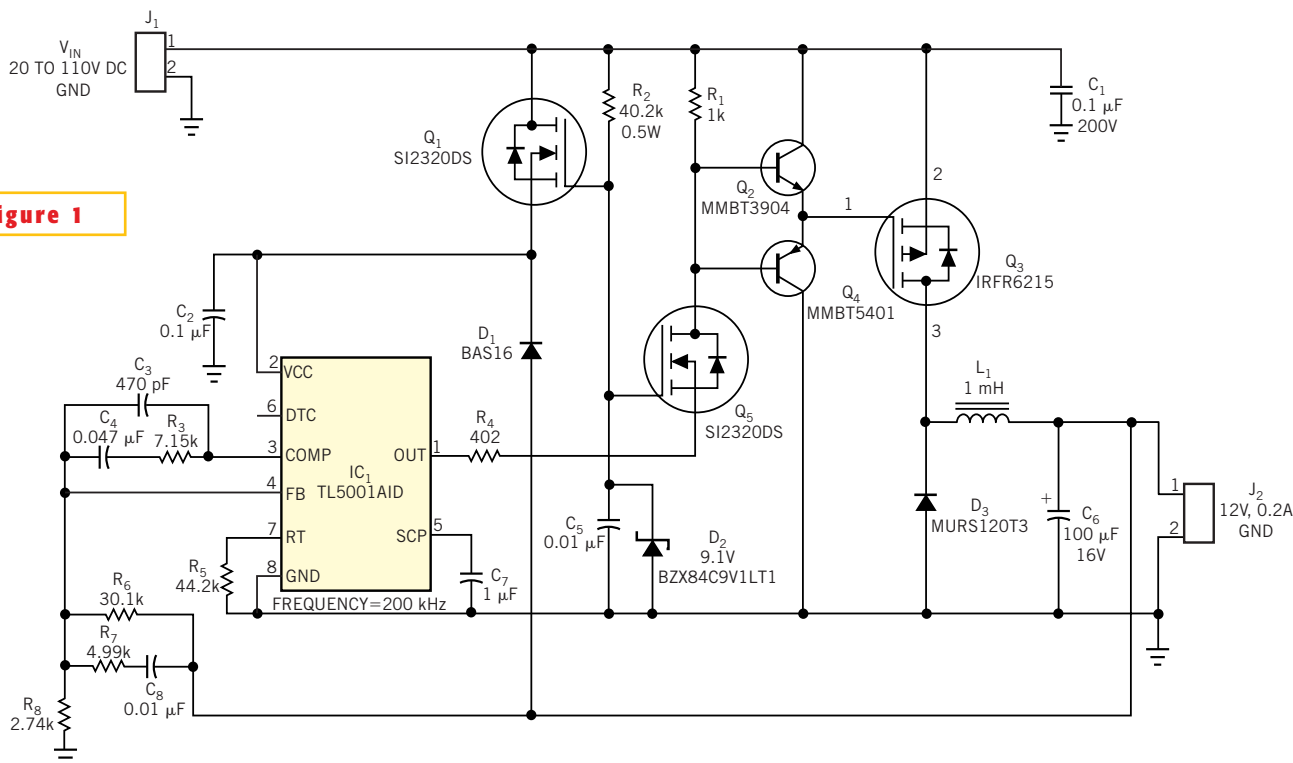 J1
VIN
20 TO 110V DC
GND
1
2
R2
40.2k
0.5W
R1
1k
C1
0.1 µF
200V
Q1
SI2320DS
Q2
MMBT3904
2
1
igure 1
Q3
IRFR6215
Q4
MMBT5401
3
C2
0.1 µF
D1
BAS16
L1
1 mH
C3
470 pF
2
VCC
Q5
SI2320DS
6
DTC
C4
0.047 µF
R3
7.15k
3
COMP
OUT
1
R4
402
IC1
TL5001AID
4
FB
1
J2
12V, 0.2A
GND
2
D3
MURS120T3
+
C6
100 µF
16V
7
RT
SCP
5
C5
0.01 µF
D2
9.1V
BZX84C9V1LT1
R5
44.2k
8
GND
C7
1 µF
R6
30.1k
FREQUENCY=200 kHz
R7
4.99k
C8
0.01 µF
R8
2.74k